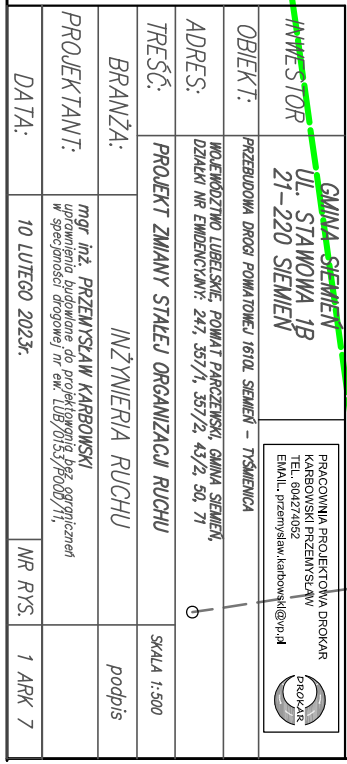 INWESTOR
GMINA SIEMIEŃ
UL. STAWOWA 1B
21-220 SIEMIEŃ
PRACOWNIA PROJEKTOWA DROKAR
KARBOWSKI PRZEMYSŁAW
TEL. 604274052
EMAIL. przemyslaw.karbowski@vp.pl
DROKAR
OBIEKT:
PRZEBUDOWA DROGI POWIATOWEJ 1610L SIEMIEŃ – TYŚMIENICA
ADRES:
WOJEWÓDZTWO LUBELSKIE, POWIAT PARCZEWSKI, GMINA SIEMIEŃ,
DZIAŁKI NR EWIDENCYJNY: 247, 357/1, 357/2, 43/2, 50, 71
TREŚĆ:
PROJEKT ZMIANY STAŁEJ ORGANIZACJI RUCHU
SKALA 1:500
BRANŻA:
INŻYNIERIA RUCHU
podpis
PROJEKTANT:
mgr inż. PRZEMYSŁAW KARBOWSKI
uprawnienia budowlane do projektowania bez ograniczneń
w specjaności drogowej nr ew. LUB/0153/POOD/11,
DATA:
10 LUTEGO 2023r.
NR RYS.
1 ARK 7